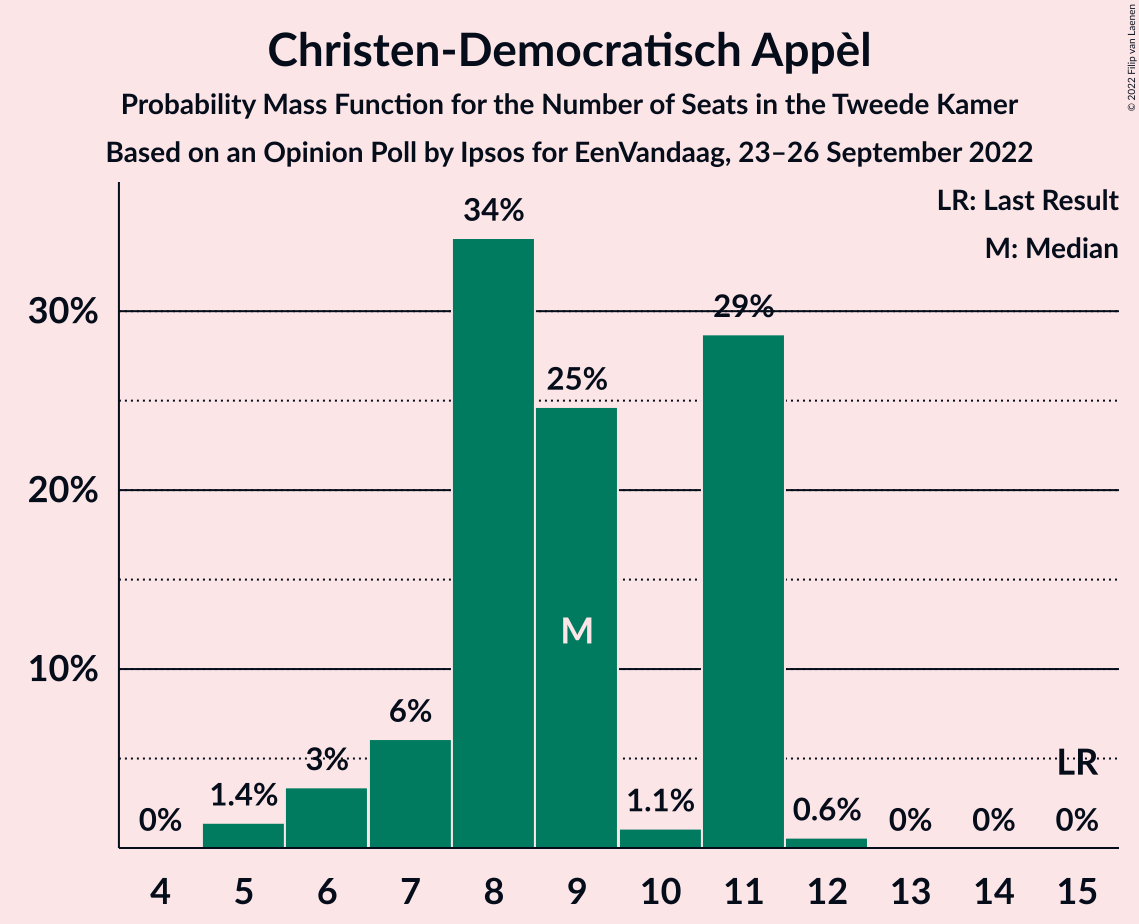 Christen-Democratisch Appèl
Probability Mass Function for the Number of Seats in the Tweede Kamer
Based on an Opinion Poll by Ipsos for EenVandaag, 23–26 September 2022
© 2022 Filip van Laenen
LR: Last Result
M: Median
34%
30%
29%
25%
20%
M
10%
6%
3%
LR
1.4%
1.1%
0.6%
0%
0%
0%
0%
4 5 6 7 8 9 10 11 12 13 14 15